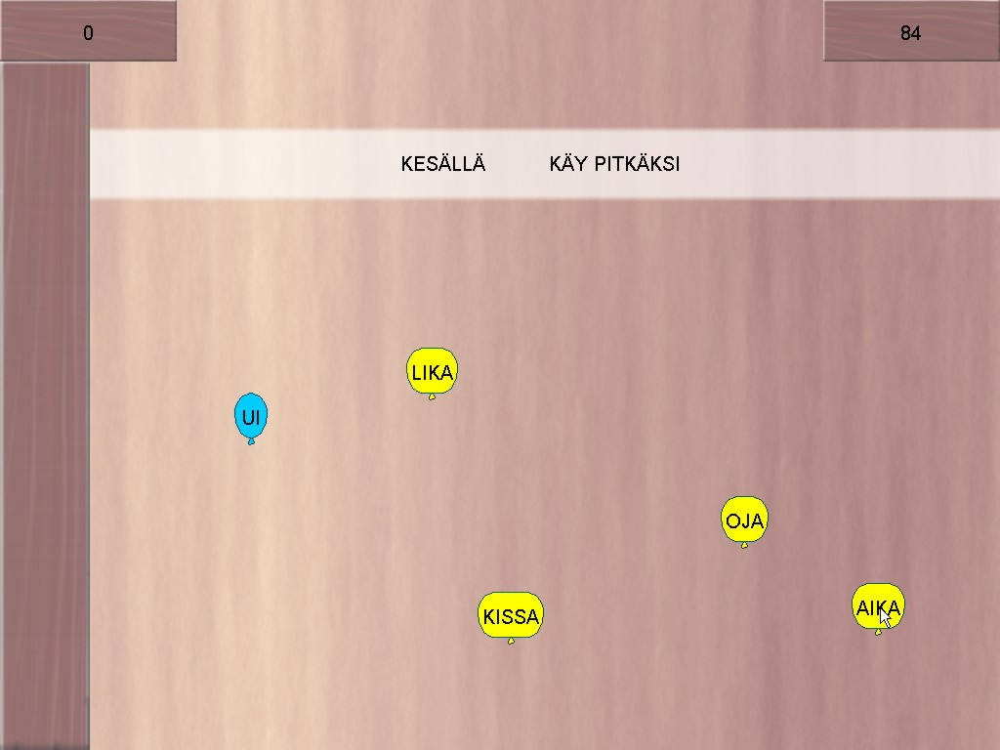 0
84
KESÄLLÄ KÄY PITKÄKSI
LIKA
UI
OJA
AIKA
KISSA